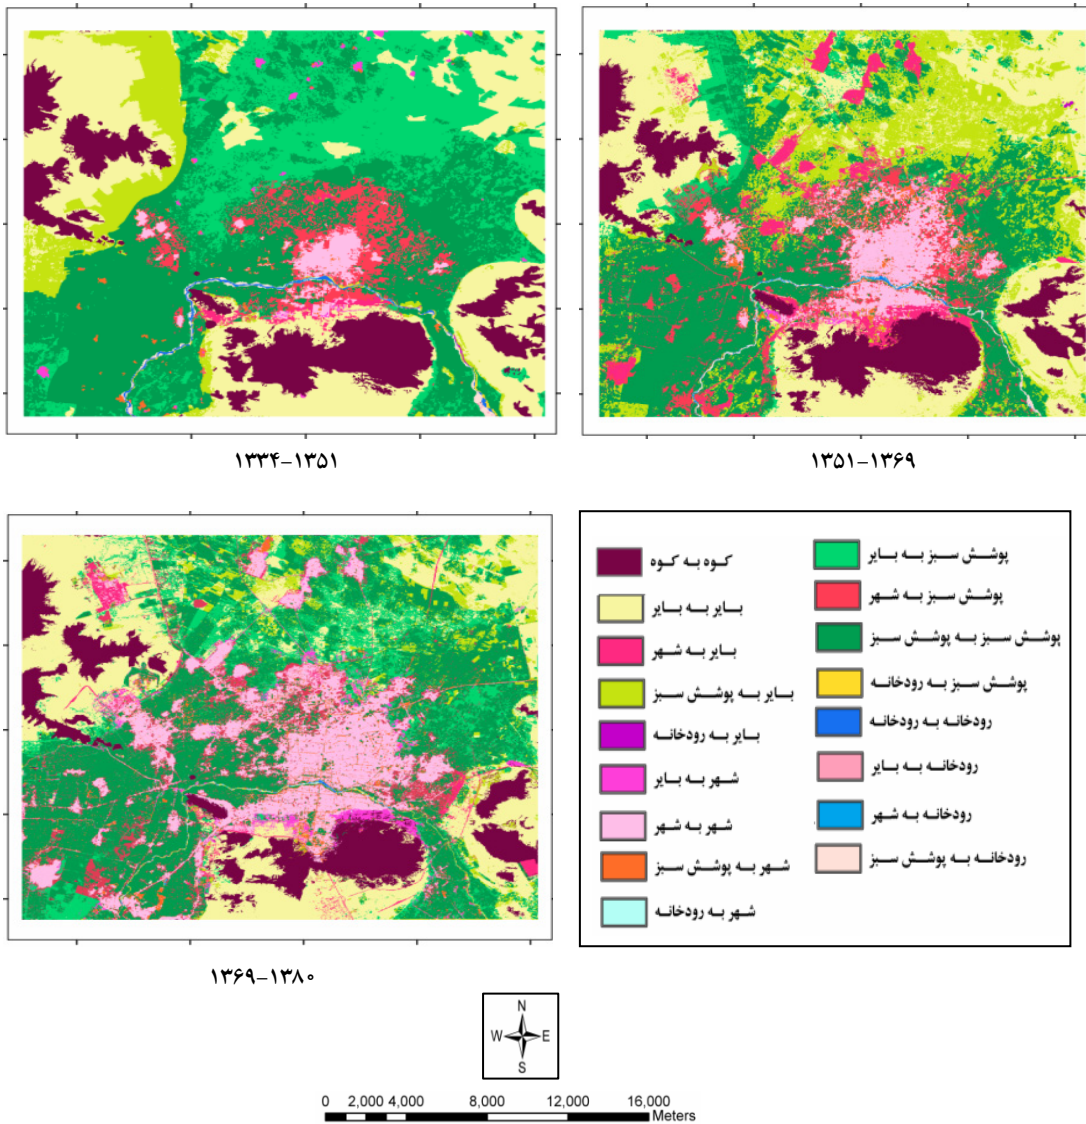 ۱۳۳۴-۱۳۵۱
۱۳۵۱-۱۳۶۹
کوه به کوه
بایر به بایر
بایر به شهر
بایر به پوشش سبز
بایر به رودخانه
شهر به بایر
شهر به شهر
شهر به پوشش سبز
شهر به رودخانه
پوشش سبز به بایر
پوشش سبز به شهر
پوشش سبز به پوشش سبز
پوشش سبز به رودخانه
رودخانه به رودخانه
رودخانه به بایر
رودخانه به شهر
رودخانه به پوشش سبز
۱۳۶۹-۱۳۸۰
N
W E
S
0 2,000 4,000 8,000 12,000 16,000
Meters